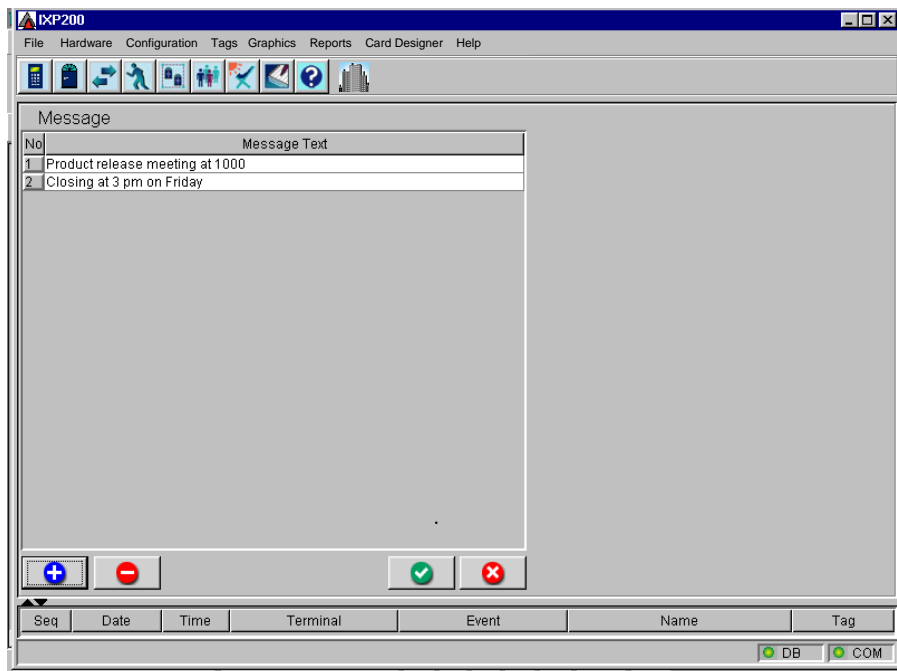 IXP200
File Hardware Configuration Tags Graphics Reports Card Designer Help
Message
No Message Text
1 Product release meeting at 1000
2 Closing at 3 pm on Friday
Seq Date Time Terminal Event Name Tag
DB COM